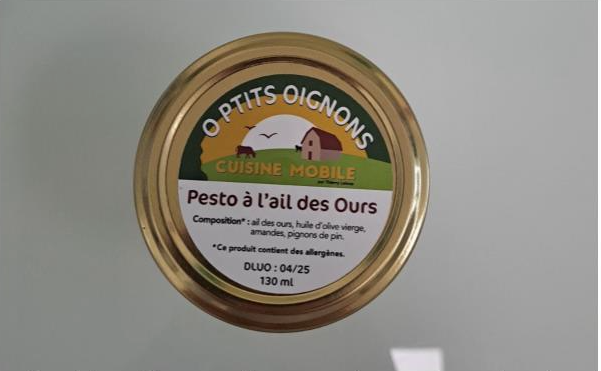 O PTITS OIGNONS
CUISINE MOBILE
Pesto à l'ail des Ours
Composition* : ail des ours, huile d'olive vierge,
amandes, pignons de pin.
*Ce produit contient des allergènes.
DLUO : 04/25
130 ml